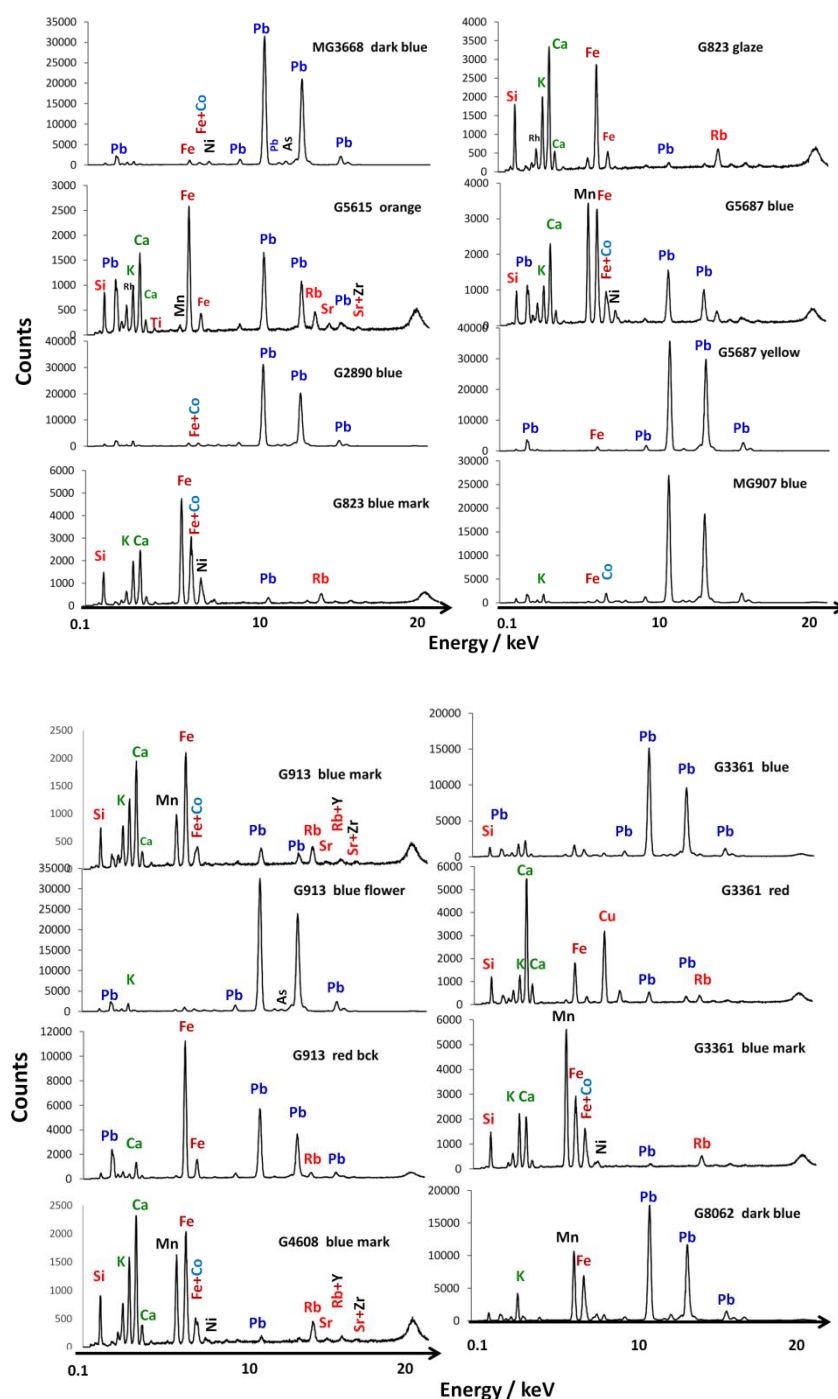 Counts
MG3668 dark blue
35000
30000
25000
20000
15000
10000
5000
0
Pb
Fe
Fe+Co
Ni
Pb
Pb
Pb
As
Pb
Pb
G823 glaze
4000
3500
3000
2500
2000
1500
1000
500
0
Si
Rh
K
Ca
Ca
Fe
Fe
Pb
Rb
G5615 orange
3000
2500
2000
1500
1000
500
0
Si
Pb
Rh
K
Ca
Ca
Ti
Mn
Fe
Fe
Pb
Pb
Rb
Sr
Pb
Sr+Zr
G5687 blue
4000
3000
2000
1000
0
Si
Pb
K
Ca
Mn
Fe
Fe+Co
Ni
Pb
Pb
G2890 blue
40000
30000
20000
10000
0
Fe+Co
Pb
Pb
Pb
G5687 yellow
40000
30000
20000
10000
0
Pb
Fe
Pb
Pb
Pb
G823 blue mark
6000
5000
4000
3000
2000
1000
0
Si
K Ca
Fe
Fe+Co
Ni
Pb
Rb
MG907 blue
30000
25000
20000
15000
10000
5000
0
K
Fe
Co
0.1 10 20
0.1 10 20
Energy / keV
Counts
G913 blue mark
2500
2000
1500
1000
500
Si
K
Ca
Ca
Mn
Fe
Fe+Co
Pb
Pb
Rb
Sr
Rb+Y
Sr+Zr
G3361 blue
20000
15000
10000
5000
0
Si
Pb
Pb
Pb
Pb
Pb
G913 blue flower
35000
30000
25000
20000
15000
10000
5000
0
Pb
K
Pb
As
Pb
G3361 red
6000
5000
4000
3000
2000
1000
0
Si
K
Ca
Ca
Fe
Cu
Pb
Pb
Rb
G913 red bck
12000
10000
8000
6000
4000
2000
0
Pb
Ca
Fe
Fe
Pb
Pb
Rb
Pb
G3361 blue mark
6000
5000
4000
3000
2000
1000
0
Si
K Ca
Mn
Fe
Fe+Co
Ni
Pb
Rb
G4608 blue mark
2500
2000
1500
1000
500
0
Si
K
Ca
Ca
Mn
Fe
Fe+Co
Ni
Pb
Rb
Sr
Rb+Y
Sr+Zr
G8062 dark blue
20000
15000
10000
5000
0
K
Mn
Fe
Pb
Pb
Pb
0.1 10 20
0.1 10 20
Energy / keV